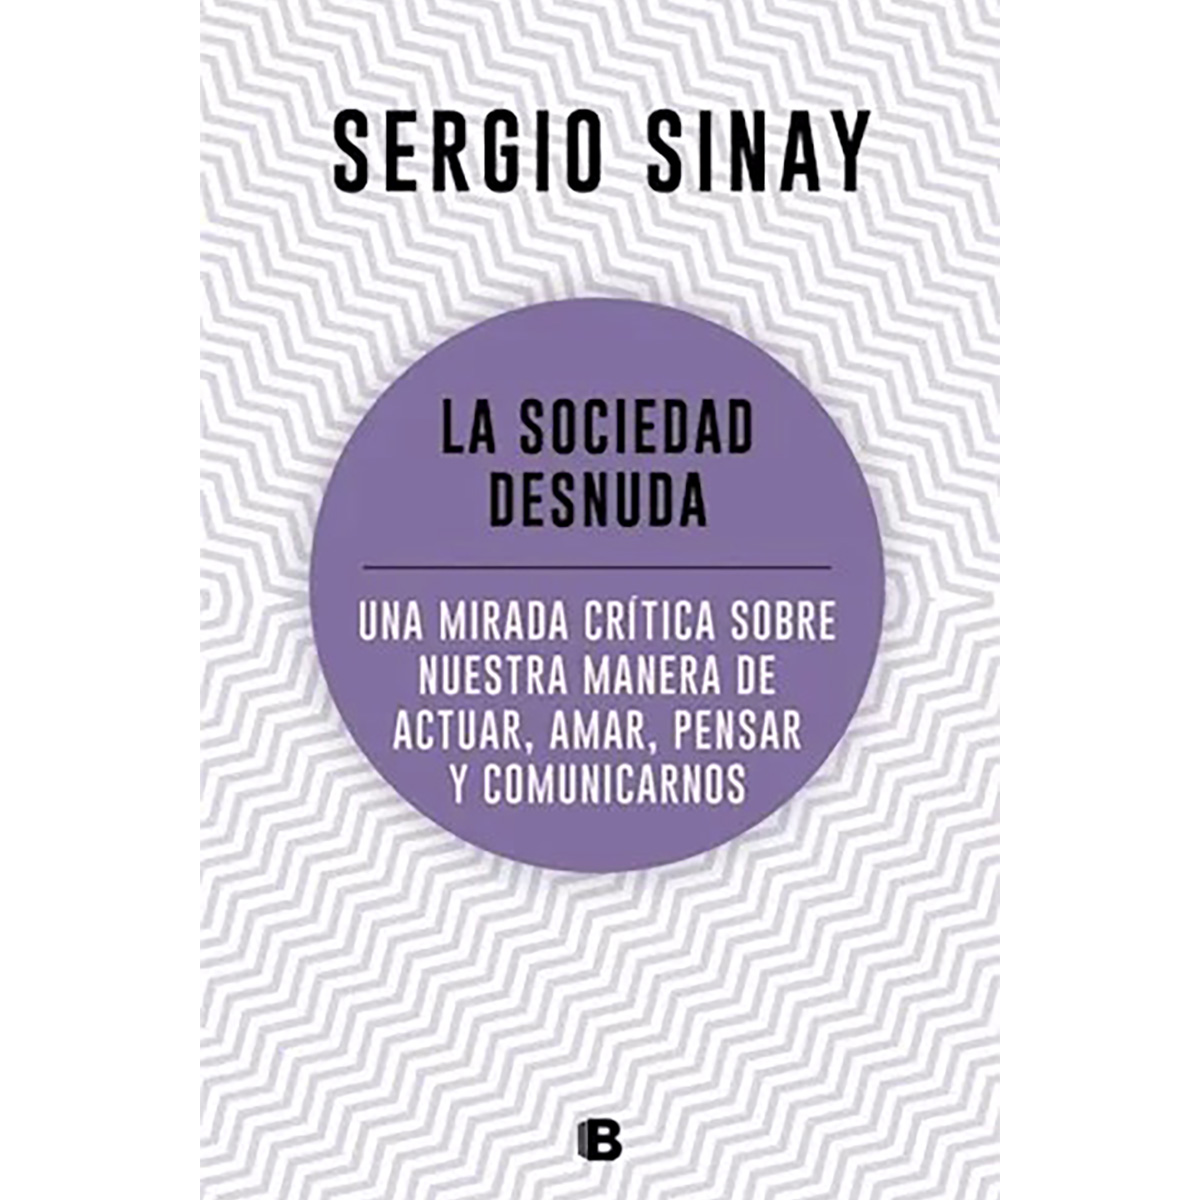 SERGIO SINAY
LA SOCIEDAD
DESNUDA
UNA MIRADA CRÍTICA SOBRE
NUESTRA MANERA DE
ACTUAR, AMAR, PENSAR
Y COMUNICARNOS
B